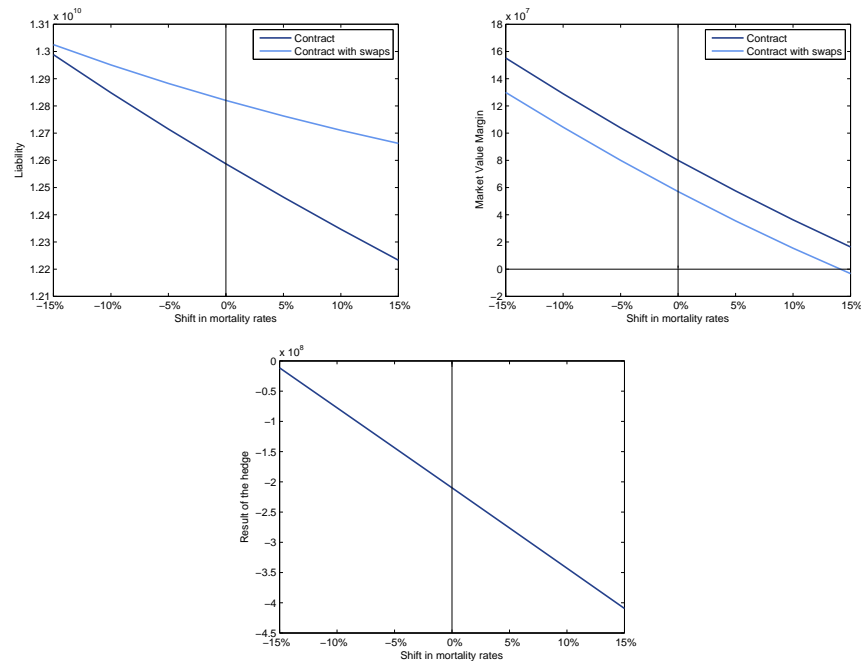 x 10^10
1.31
1.3
1.29
1.28
1.27
1.26
1.25
1.24
1.23
1.22
1.21
Liability
−15% −10% −5% 0% 5% 10% 15%
Shift in mortality rates
Contract
Contract with swaps
x 10^7
18
16
14
12
10
8
6
4
2
0
−2
Market Value Margin
−15% −10% −5% 0% 5% 10% 15%
Shift in mortality rates
Contract
Contract with swaps
x 10^8
0
−0.5
−1
−1.5
−2
−2.5
−3
−3.5
−4
−4.5
Result of the hedge
−15% −10% −5% 0% 5% 10% 15%
Shift in mortality rates